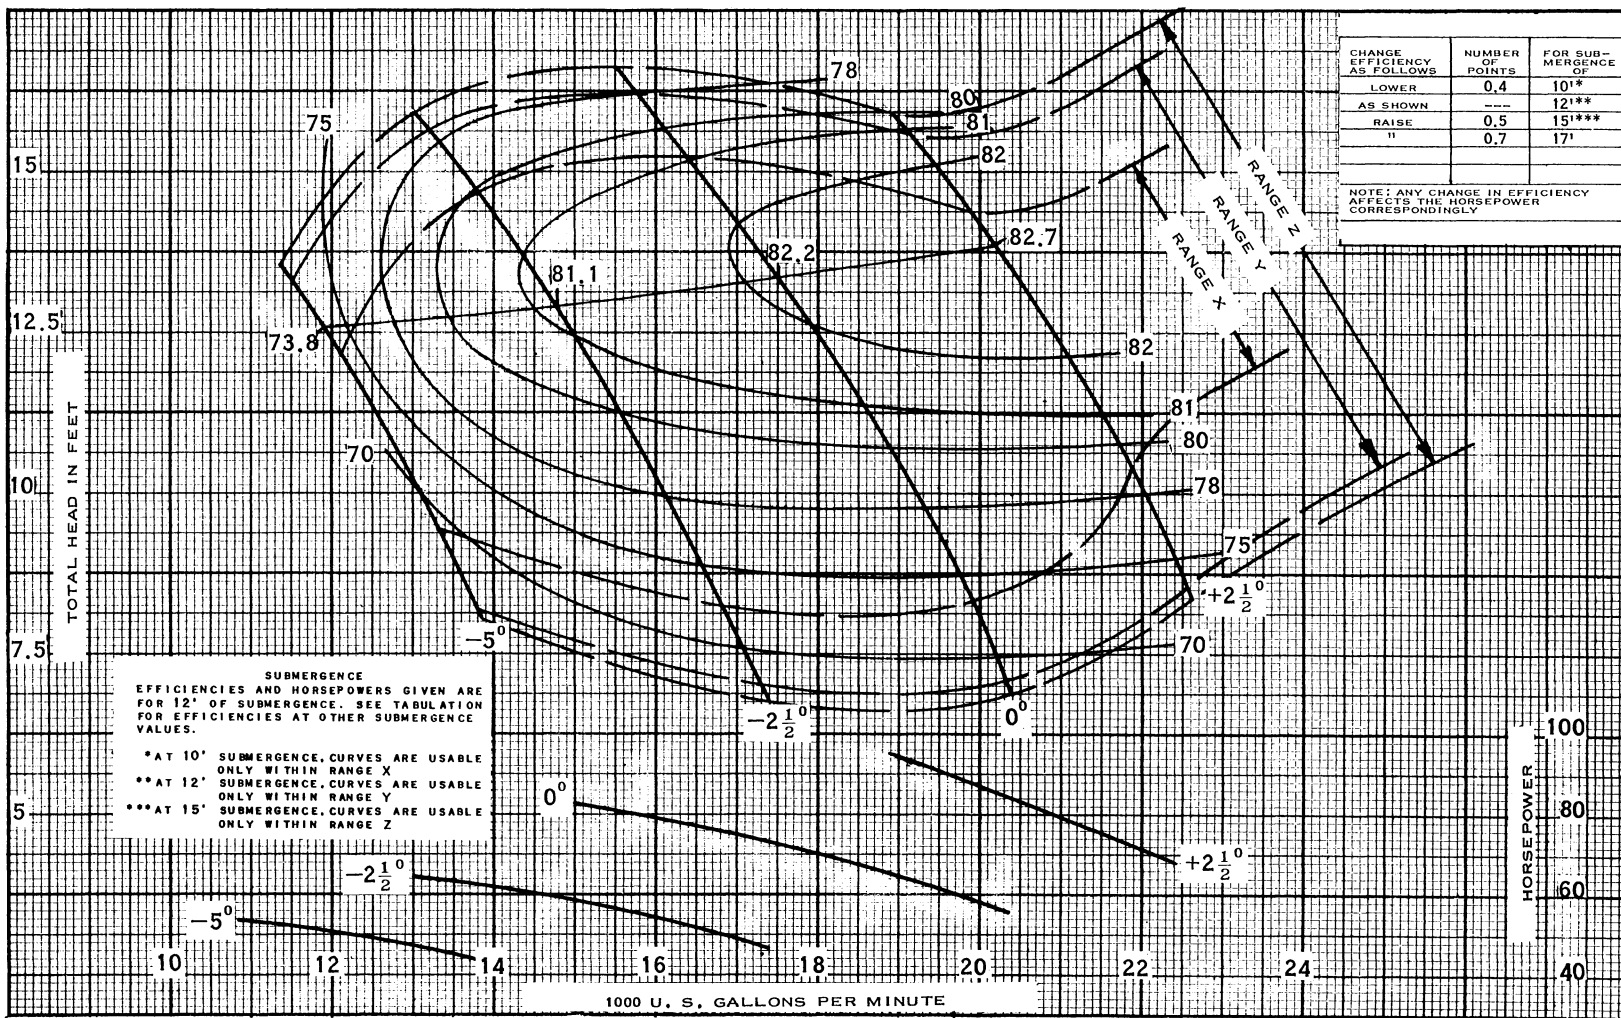 CHANGE EFFICIENCY AS FOLLOWS
NUMBER OF POINTS
FOR SUB-MERGENCE OF
LOWER 0.4 10'*
AS SHOWN --- 12'**
RAISE 0.5 15'***
" 0.7 17'
NOTE: ANY CHANGE IN EFFICIENCY
AFFECTS THE HORSEPOWER
CORRESPONDINGLY
RANGE Z
RANGE Y
RANGE X
78
80
81
82
75
82.7
82.2
81.1
73.8
82
81
80
70
78
75
70
+2 1/2°
-5°
-2 1/2°
0°
15
12.5'
10
7.5
5
TOTAL HEAD IN FEET
SUBMERGENCE
EFFICIENCIES AND HORSEPOWERS GIVEN ARE
FOR 12' OF SUBMERGENCE. SEE TABULATION
FOR EFFICIENCIES AT OTHER SUBMERGENCE
VALUES.
*AT 10' SUBMERGENCE, CURVES ARE USABLE
ONLY WITHIN RANGE X
**AT 12' SUBMERGENCE, CURVES ARE USABLE
ONLY WITHIN RANGE Y
***AT 15' SUBMERGENCE, CURVES ARE USABLE
ONLY WITHIN RANGE Z
0°
-2 1/2°
-5°
+2 1/2°
100
80
60
40
HORSEPOWER
10 12 14 16 18 20 22 24
1000 U. S. GALLONS PER MINUTE